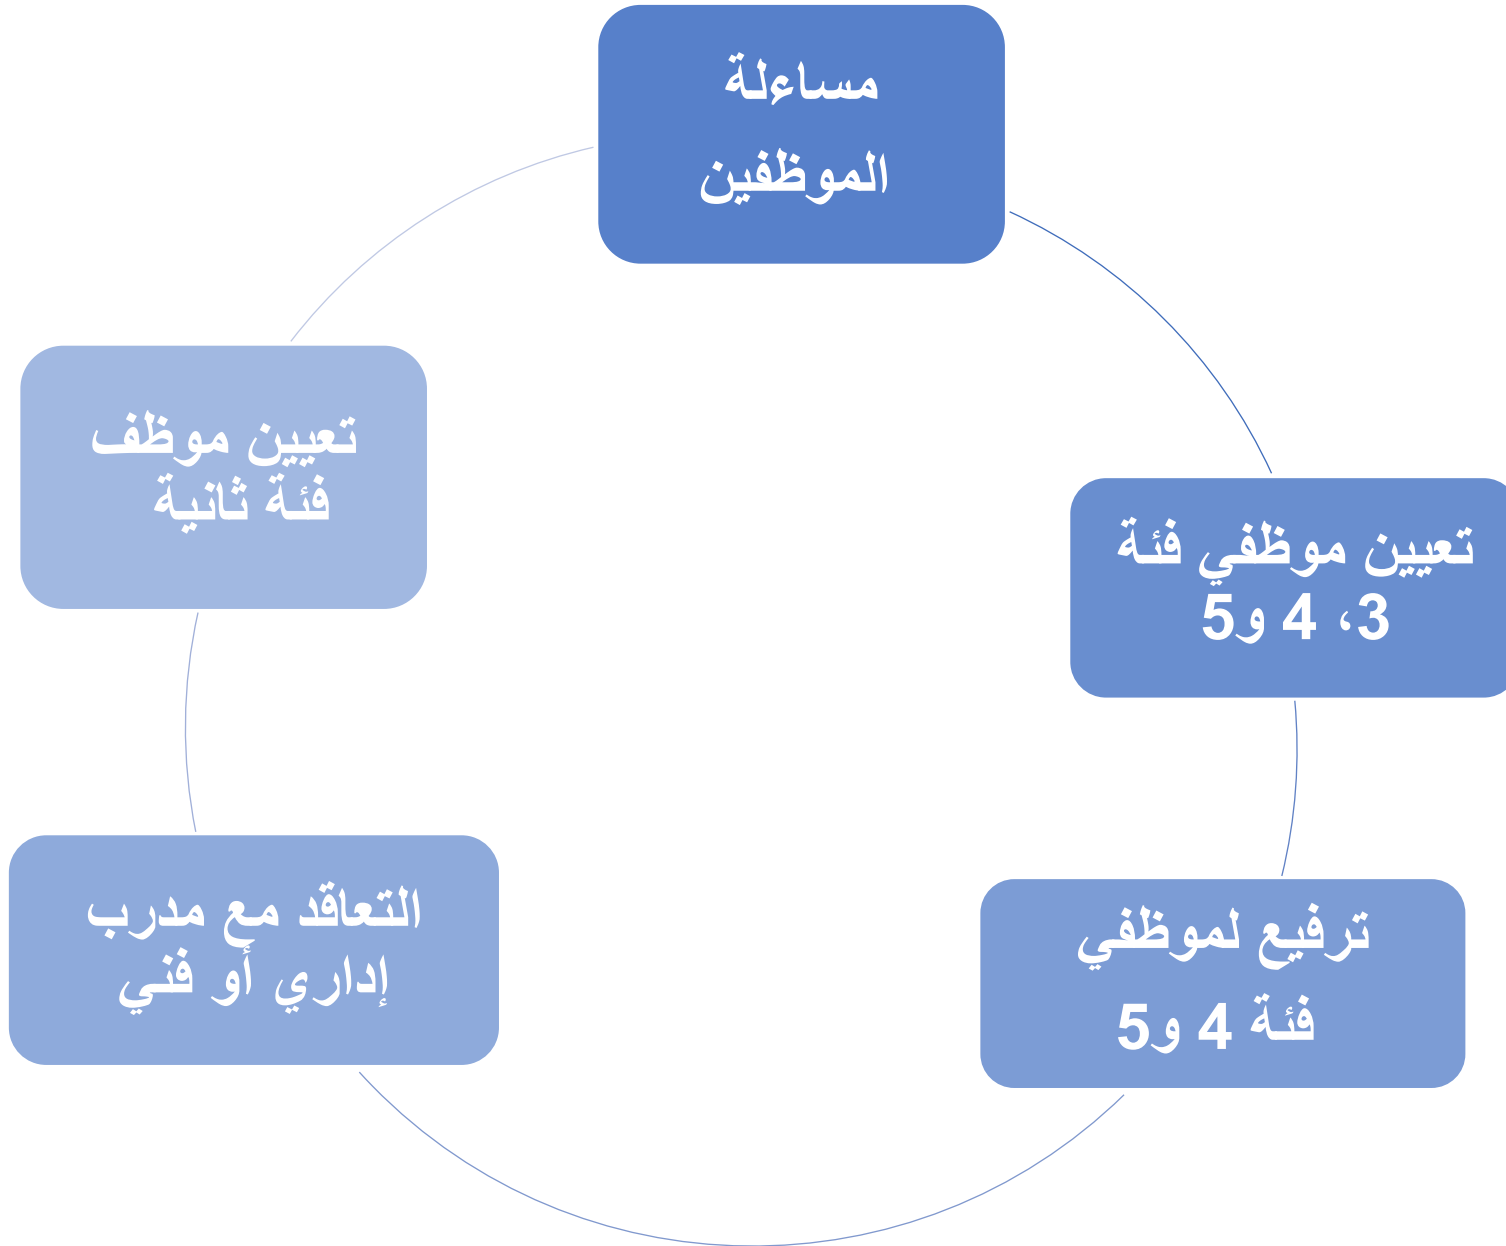 مساءلة
الموظفين
تعيين موظفي فئة
3، 4 و5
ترفيع لموظفي
فئة 4 و5
التعاقد مع مدرب
إداري أو فني
تعيين موظف
فئة ثانية